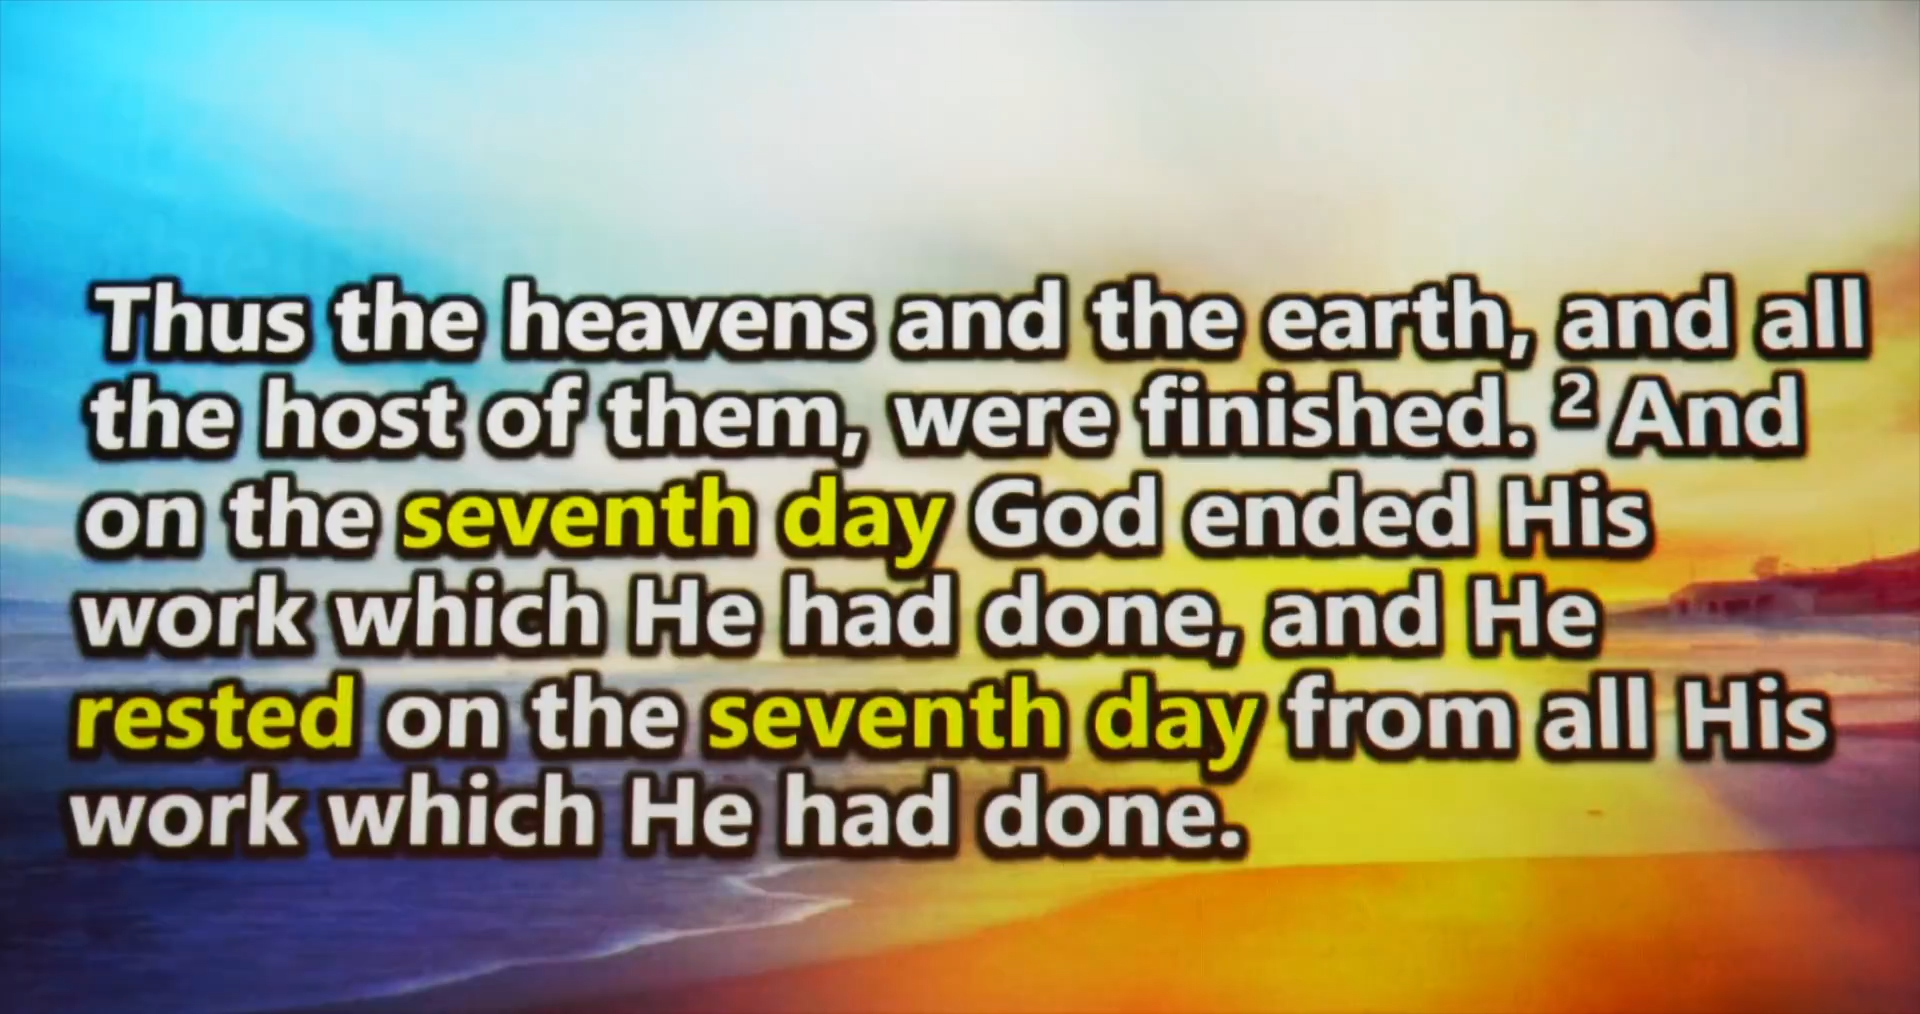 Thus the heavens and the earth, and all
the host of them, were finished. ² And
on the seventh day God ended His
work which He had done, and He
rested on the seventh day from all His
work which He had done.